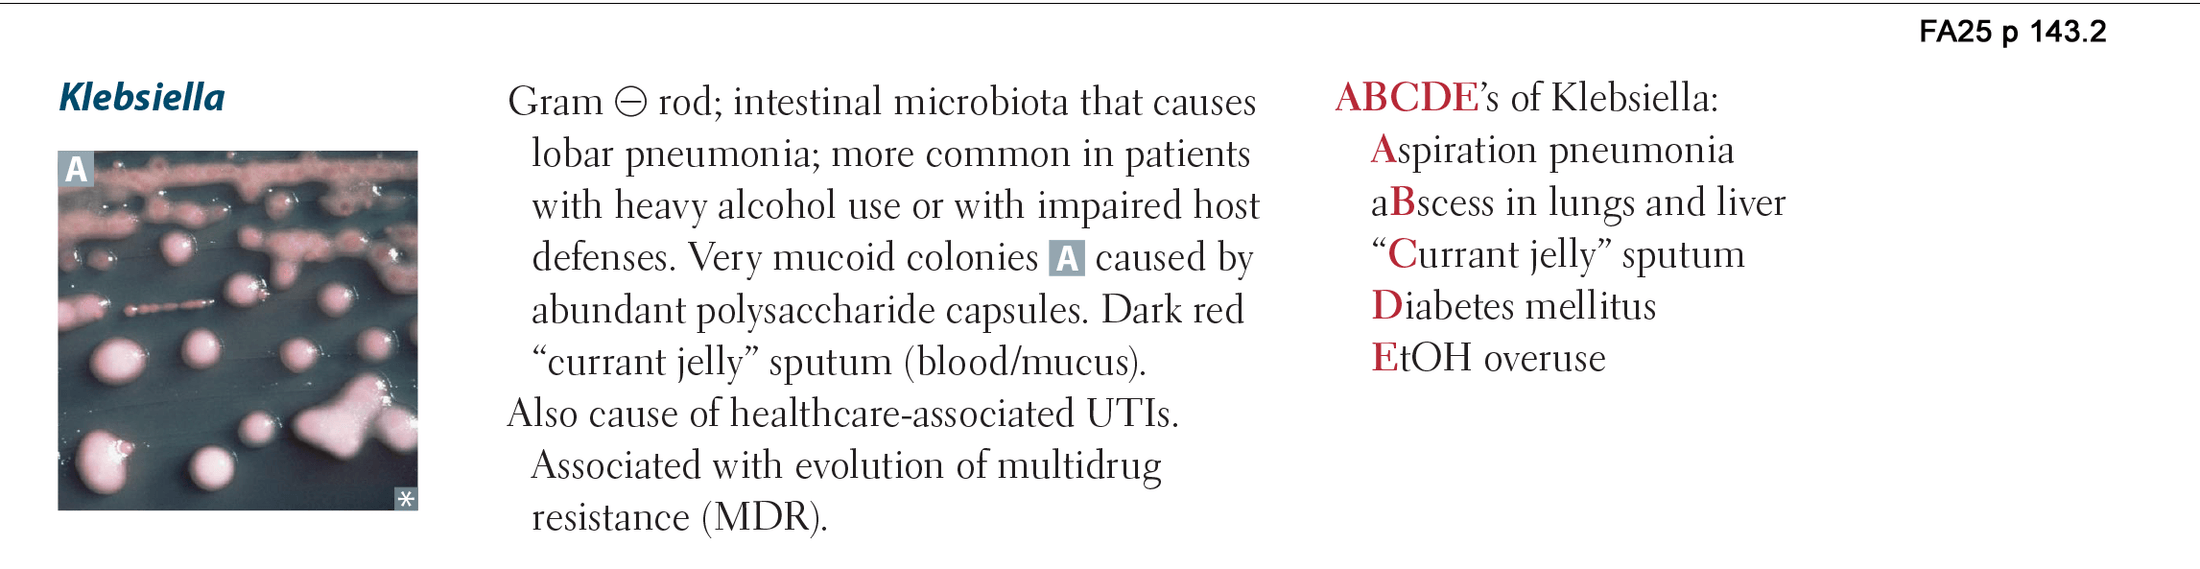 FA25 p 143.2
Klebsiella
A
*
Gram ⊖ rod; intestinal microbiota that causes
lobar pneumonia; more common in patients
with heavy alcohol use or with impaired host
defenses. Very mucoid colonies A caused by
abundant polysaccharide capsules. Dark red
“currant jelly” sputum (blood/mucus).
Also cause of healthcare-associated UTIs.
Associated with evolution of multidrug
resistance (MDR).
ABCDE’s of Klebsiella:
Aspiration pneumonia
aBscess in lungs and liver
“Currant jelly” sputum
Diabetes mellitus
EtOH overuse